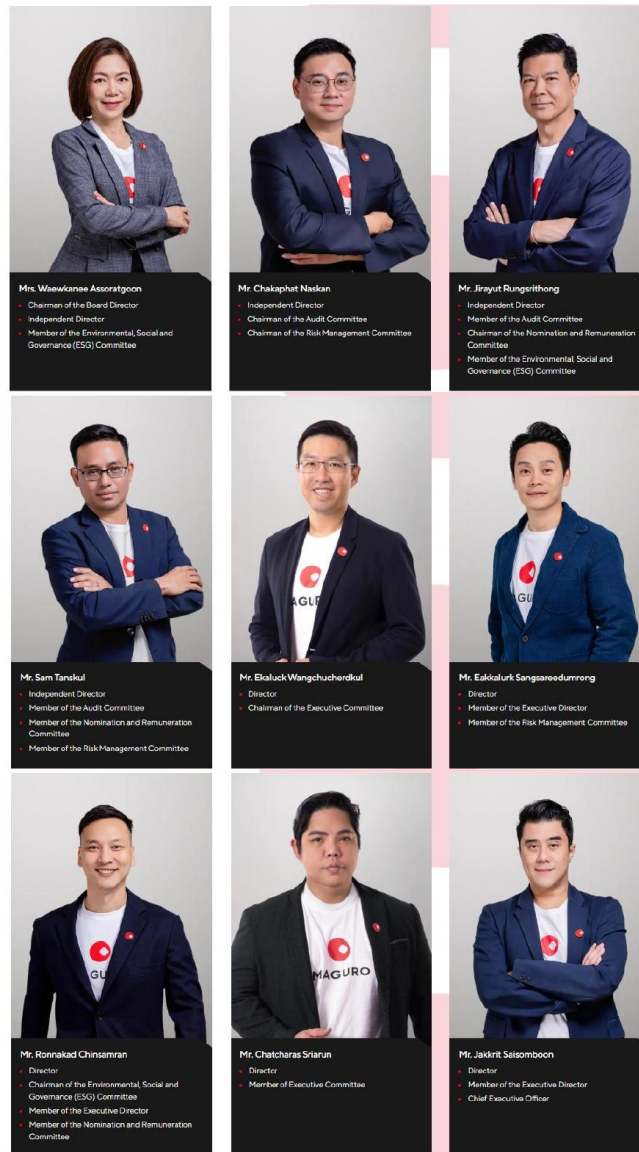 Mrs. Waewkanee Assoratgoon
Chairman of the Board Director
Independent Director
Member of the Environmental, Social and
Governance (ESG) Committee
Mr. Chakaphat Naskan
Independent Director
Chairman of the Audit Committee
Chairman of the Risk Management Committee
Mr. Jirayut Rungsrithong
Independent Director
Member of the Audit Committee
Chairman of the Nomination and Remuneration
Committee
Member of the Environmental, Social and
Governance (ESG) Committee
Mr. Sam Tanskul
Independent Director
Member of the Audit Committee
Member of the Nomination and Remuneration
Committee
Member of the Risk Management Committee
AGUR
Mr. Ekaluck Wangchucherdkul
Director
Chairman of the Executive Committee
GU
Mr. Eakkalurk Sangsareedumrong
Director
Member of the Executive Director
Member of the Risk Management Committee
GU
Mr. Ronnakad Chinsamran
Director
Chairman of the Environmental, Social and
Governance (ESG) Committee
Member of the Executive Director
Member of the Nomination and Remuneration
Committee
MAGURO
Mr. Chatcharas Sriarun
Director
Member of Executive Committee
Mr. Jakkrit Saisomboon
Director
Member of the Executive Director
Chief Executive Officer